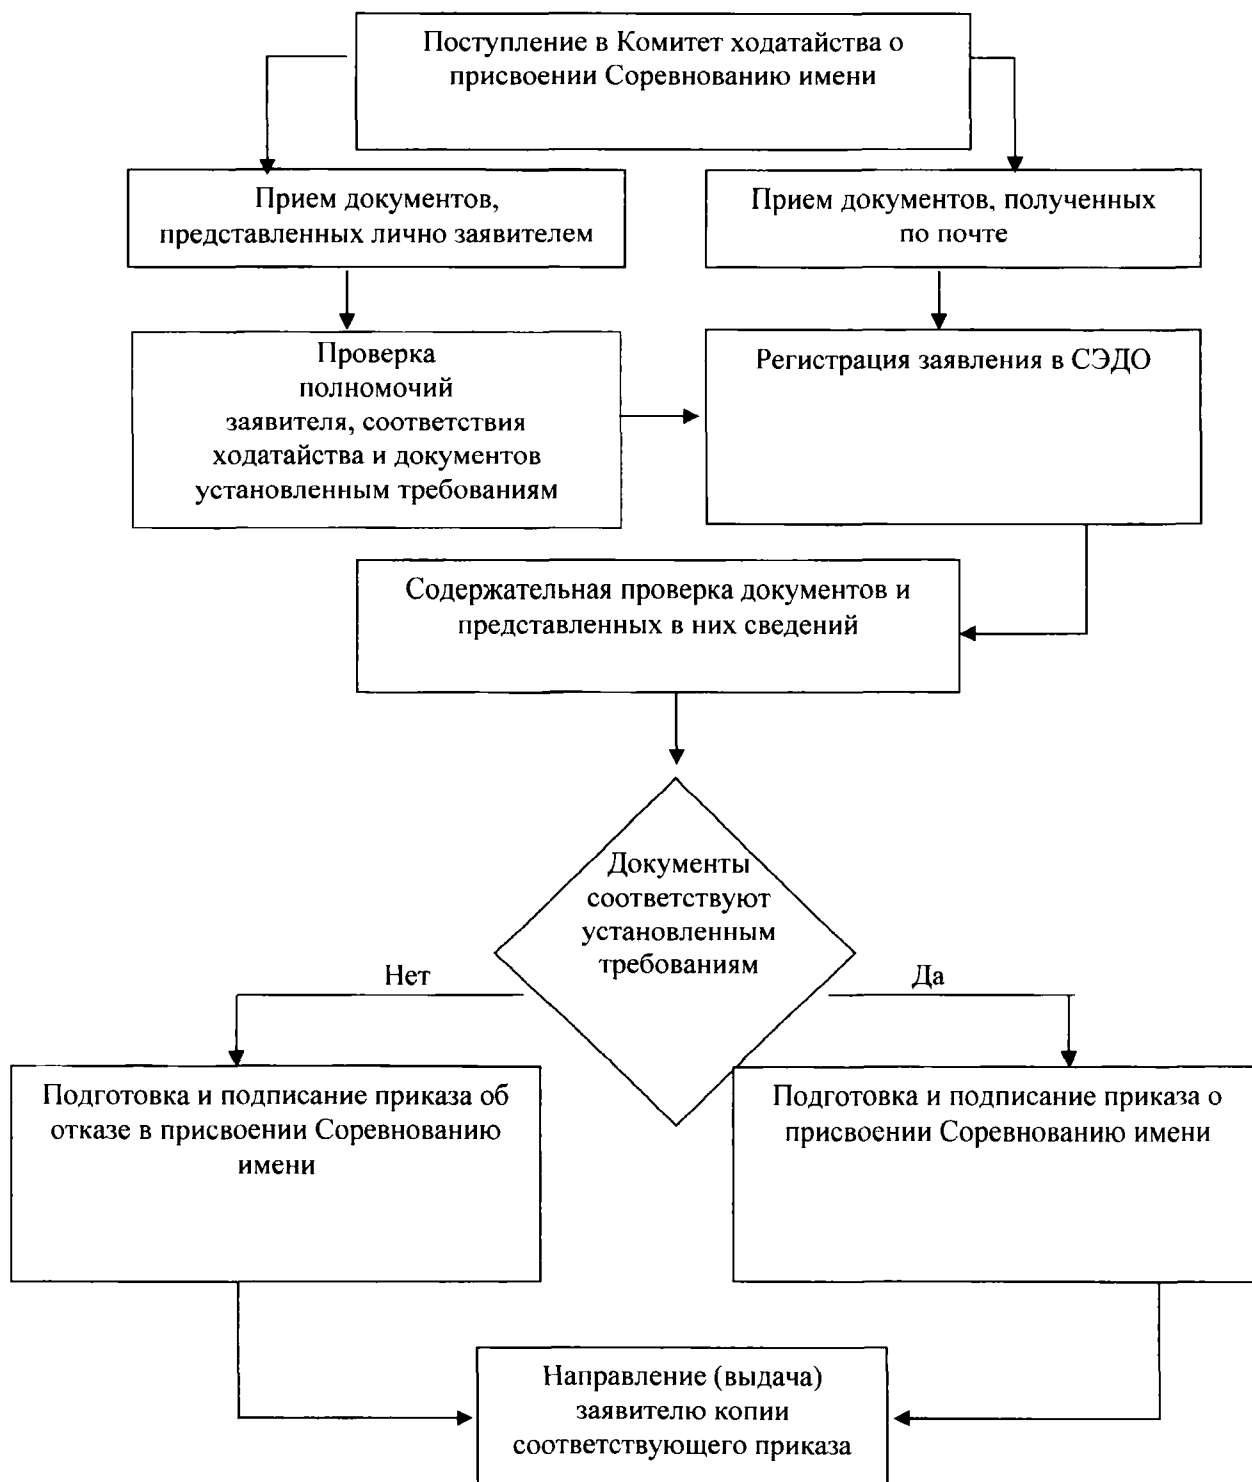 Поступление в Комитет ходатайства о
присвоении Соревнованию имени
Прием документов,
представленных лично заявителем
Прием документов, полученных
по почте
Проверка
полномочий
заявителя, соответствия
ходатайства и документов
установленным требованиям
Регистрация заявления в СЭДО
Содержательная проверка документов и
представленных в них сведений
Документы
соответствуют
установленным
требованиям
Нет
Да
Подготовка и подписание приказа об
отказе в присвоении Соревнованию
имени
Подготовка и подписание приказа о
присвоении Соревнованию имени
Направление (выдача)
заявителю копии
соответствующего приказа